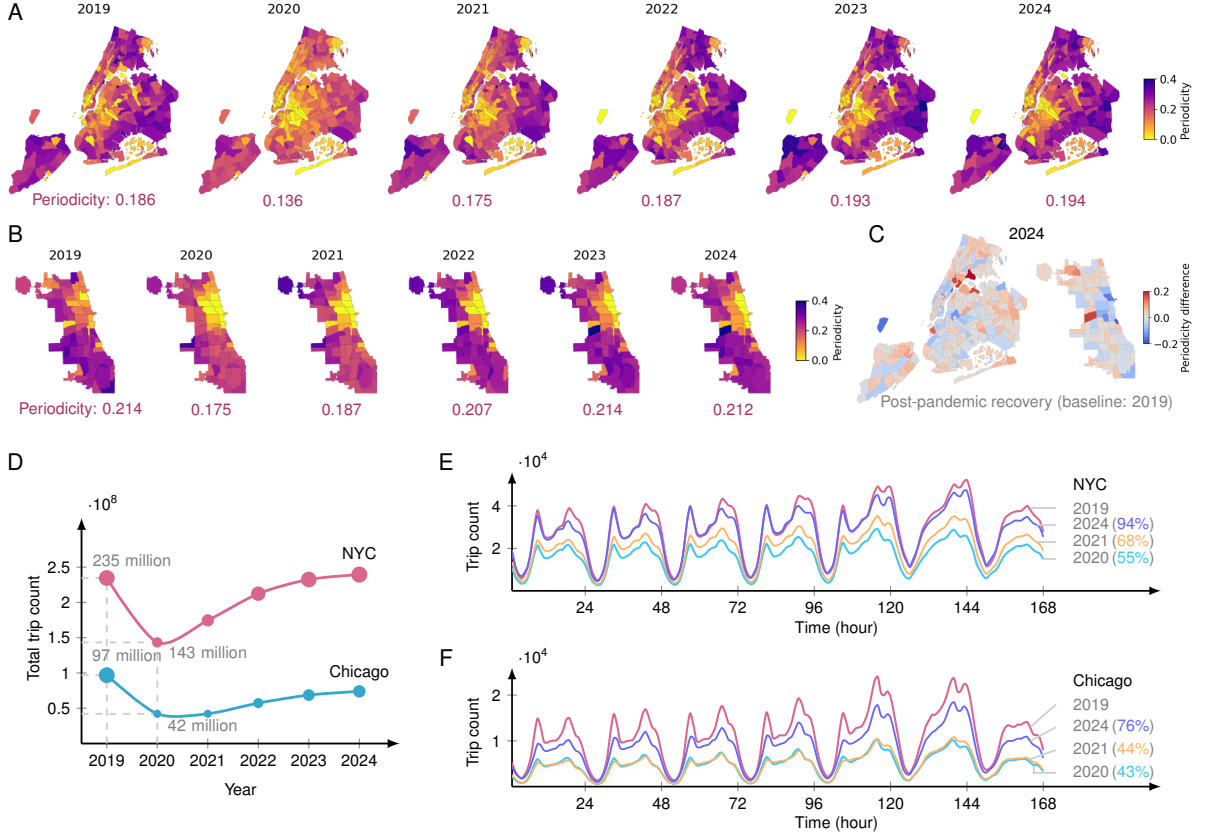 A
2019
2020
2021
2022
2023
2024
0.4
0.2
0.0
Periodicity
Periodicity: 0.186
0.136
0.175
0.187
0.193
0.194
B
2019
2020
2021
2022
2023
2024
0.4
0.2
0.0
Periodicity
Periodicity: 0.214
0.175
0.187
0.207
0.214
0.212
C
2024
0.2
0.0
−0.2
Periodicity difference
Post-pandemic recovery (baseline: 2019)
D
·10^8
Total trip count
2.5
2
1.5
1
0.5
235 million
143 million
97 million
42 million
NYC
Chicago
2019
2020
2021
2022
2023
2024
Year
E
·10^4
Trip count
4
2
24
48
72
96
120
144
168
Time (hour)
NYC
2019
2024 (94%)
2021 (68%)
2020 (55%)
F
·10^4
Trip count
2
1
24
48
72
96
120
144
168
Time (hour)
Chicago
2019
2024 (76%)
2021 (44%)
2020 (43%)